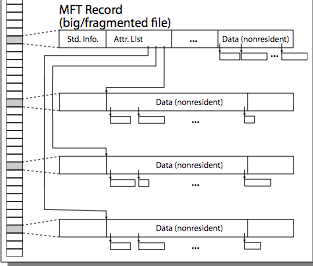 MFT Record
(big/fragmented file)
Std. Info. Attr. List ... Data (nonresident)
...
Data (nonresident)
...
Data (nonresident)
...
Data (nonresident)
...